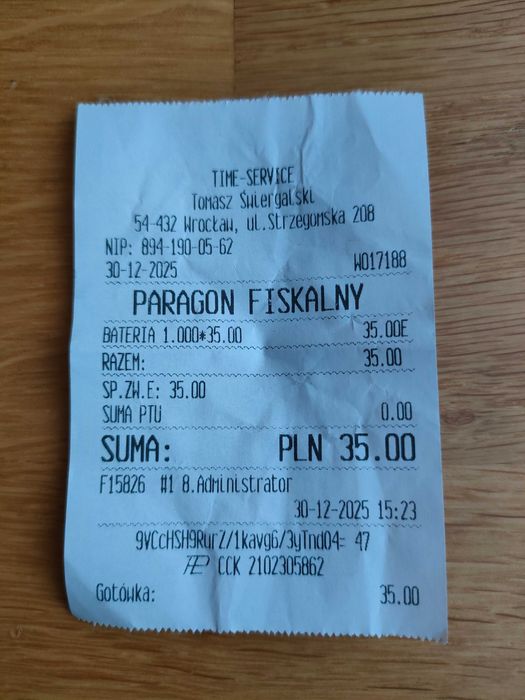 TIME-SERVICE
Tomasz Świergalski
54-432 Wrocław, ul.Strzegomska 208
NIP: 894-190-05-62
30-12-2025 W017188
PARAGON FISKALNY
BATERIA 1.000*35.00 35.00E
RAZEM: 35.00
SP.ZW.E: 35.00
SUMA PTU 0.00
SUMA: PLN 35.00
F15826 #1 8.Administrator
30-12-2025 15:23
9VCcHSH9RurZ/1kavg6/3yTnd04= 47
CCK 2102305862
Gotówka: 35.00